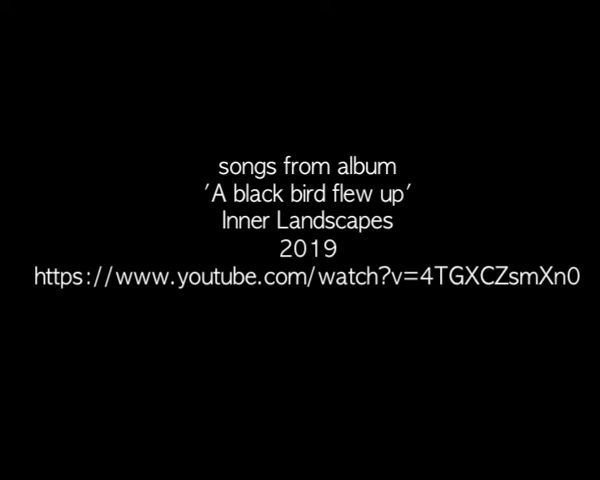 songs from album
'A black bird flew up'
Inner Landscapes
2019
https://www.youtube.com/watch?v=4TGXCZsmXn0